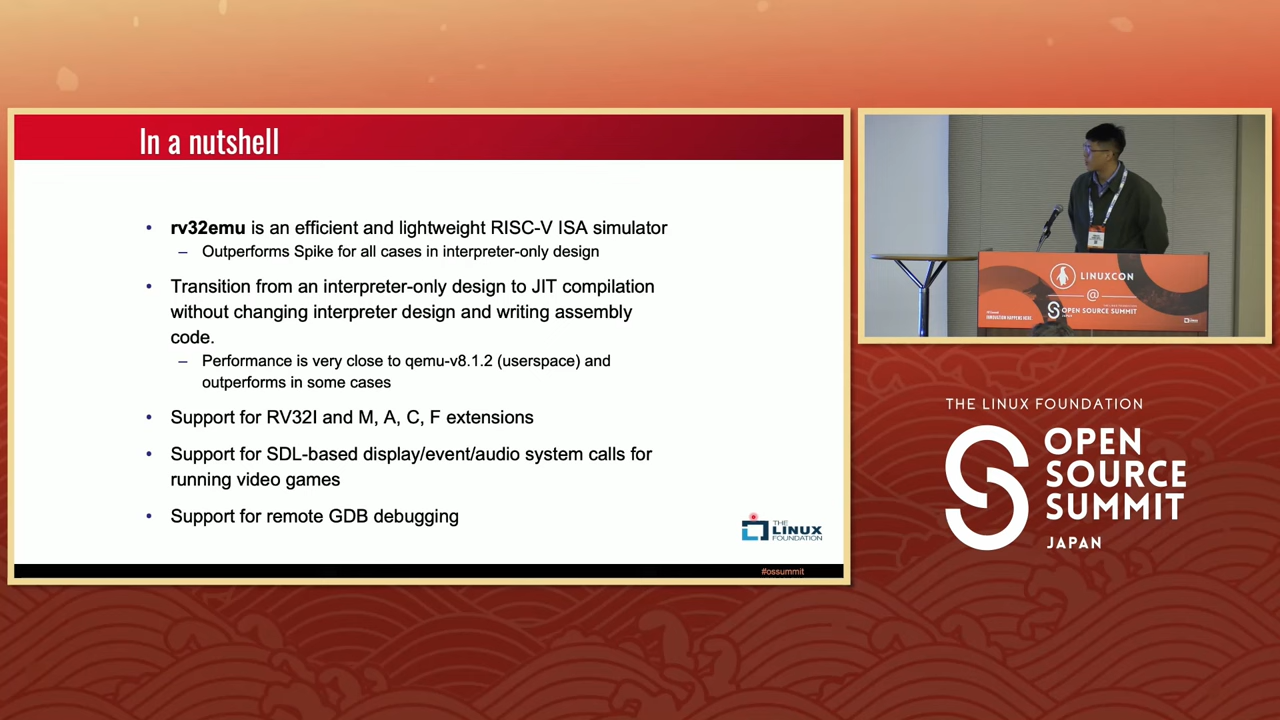 In a nutshell
• rv32emu is an efficient and lightweight RISC-V ISA simulator
– Outperforms Spike for all cases in interpreter-only design
• Transition from an interpreter-only design to JIT compilation
without changing interpreter design and writing assembly
code.
– Performance is very close to qemu-v8.1.2 (userspace) and
outperforms in some cases
• Support for RV32I and M, A, C, F extensions
• Support for SDL-based display/event/audio system calls for
running video games
• Support for remote GDB debugging
THE
LINUX
FOUNDATION
#ossummit
LINUXCON
@
OPEN SOURCE SUMMIT
JAPAN
INNOVATION HAPPENS HERE
THE LINUX FOUNDATION
OPEN
SOURCE
SUMMIT
JAPAN